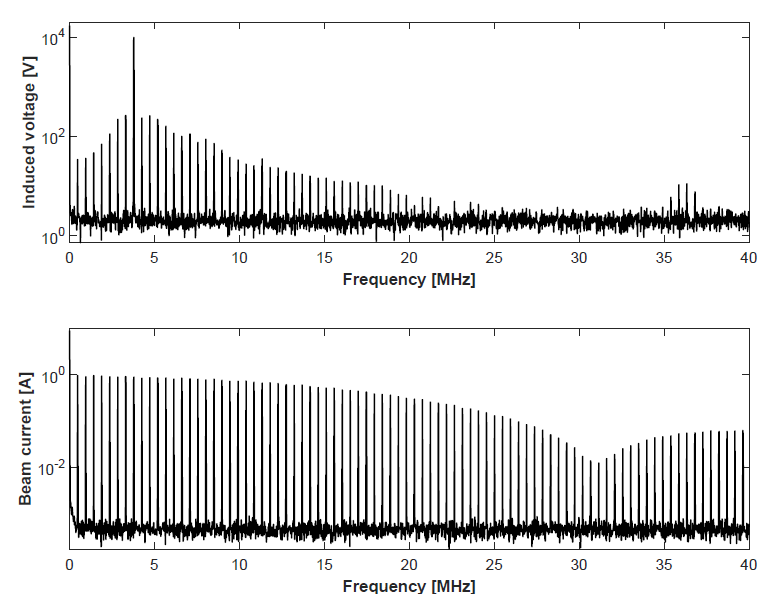 Induced voltage [V]
10^4
10^2
10^0
0 5 10 15 20 25 30 35 40
Frequency [MHz]
Beam current [A]
10^0
10^-2
0 5 10 15 20 25 30 35 40
Frequency [MHz]